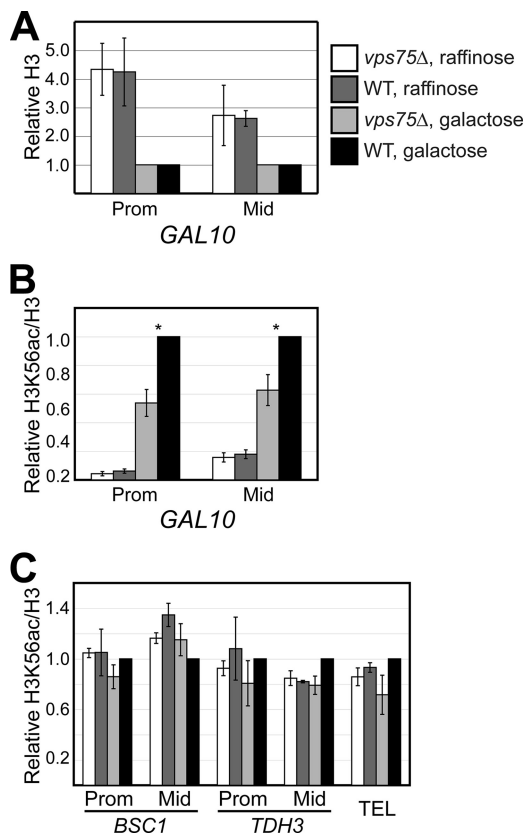 A
Relative H3
5.0
4.0
3.0
2.0
1.0
Prom
Mid
GAL10
vps75Δ, raffinose
WT, raffinose
vps75Δ, galactose
WT, galactose
B
Relative H3K56ac/H3
1.0
0.8
0.6
0.4
0.2
*
*
Prom
Mid
GAL10
C
Relative H3K56ac/H3
1.4
1.0
0.6
0.2
Prom
Mid
Prom
Mid
TEL
BSC1
TDH3